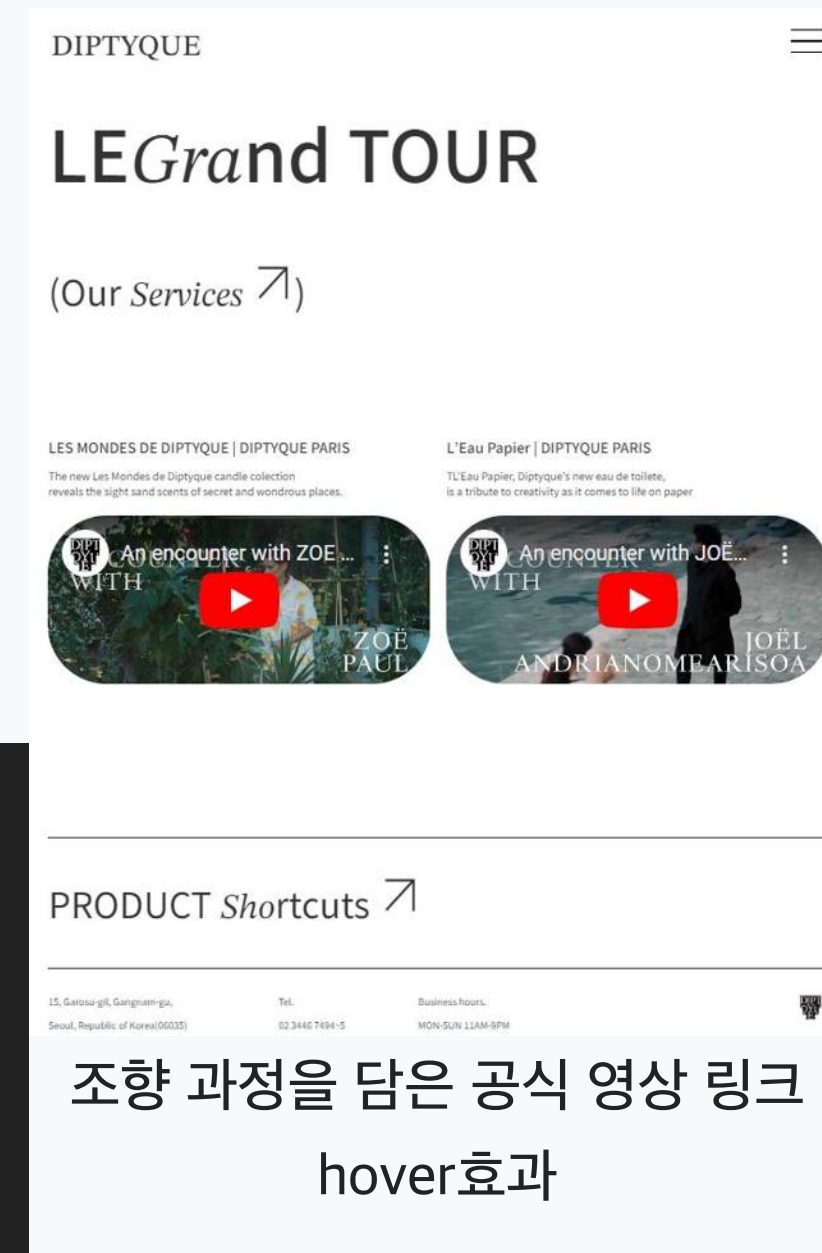 DIPTYQUE
LEGrand TOUR
(Our Services )
LES MONDES DE DIPTYQUE | DIPTYQUE PARIS
The new Les Mondes de Diptyque candle colection
reveals the sight sand scents of secret and wondrous places.
L'Eau Papier | DIPTYQUE PARIS
TL'Eau Papier, Diptyque's new eau de toilete,
is a tribute to creativity as it comes to life on paper
An encounter with ZOE ...
COUNTER
WITH
ZOË
PAUL
An encounter with JOË...
COUNTER
WITH
JOËL
ANDRIANOMEARISOA
PRODUCT Shortcuts
15, Garosu-gil, Gangnam-gu,
Seoul, Republic of Korea(06035)
Tel.
02.3446 7494~5
Business hours.
MON-SUN 11AM-9PM
조향 과정을 담은 공식 영상 링크
hover효과